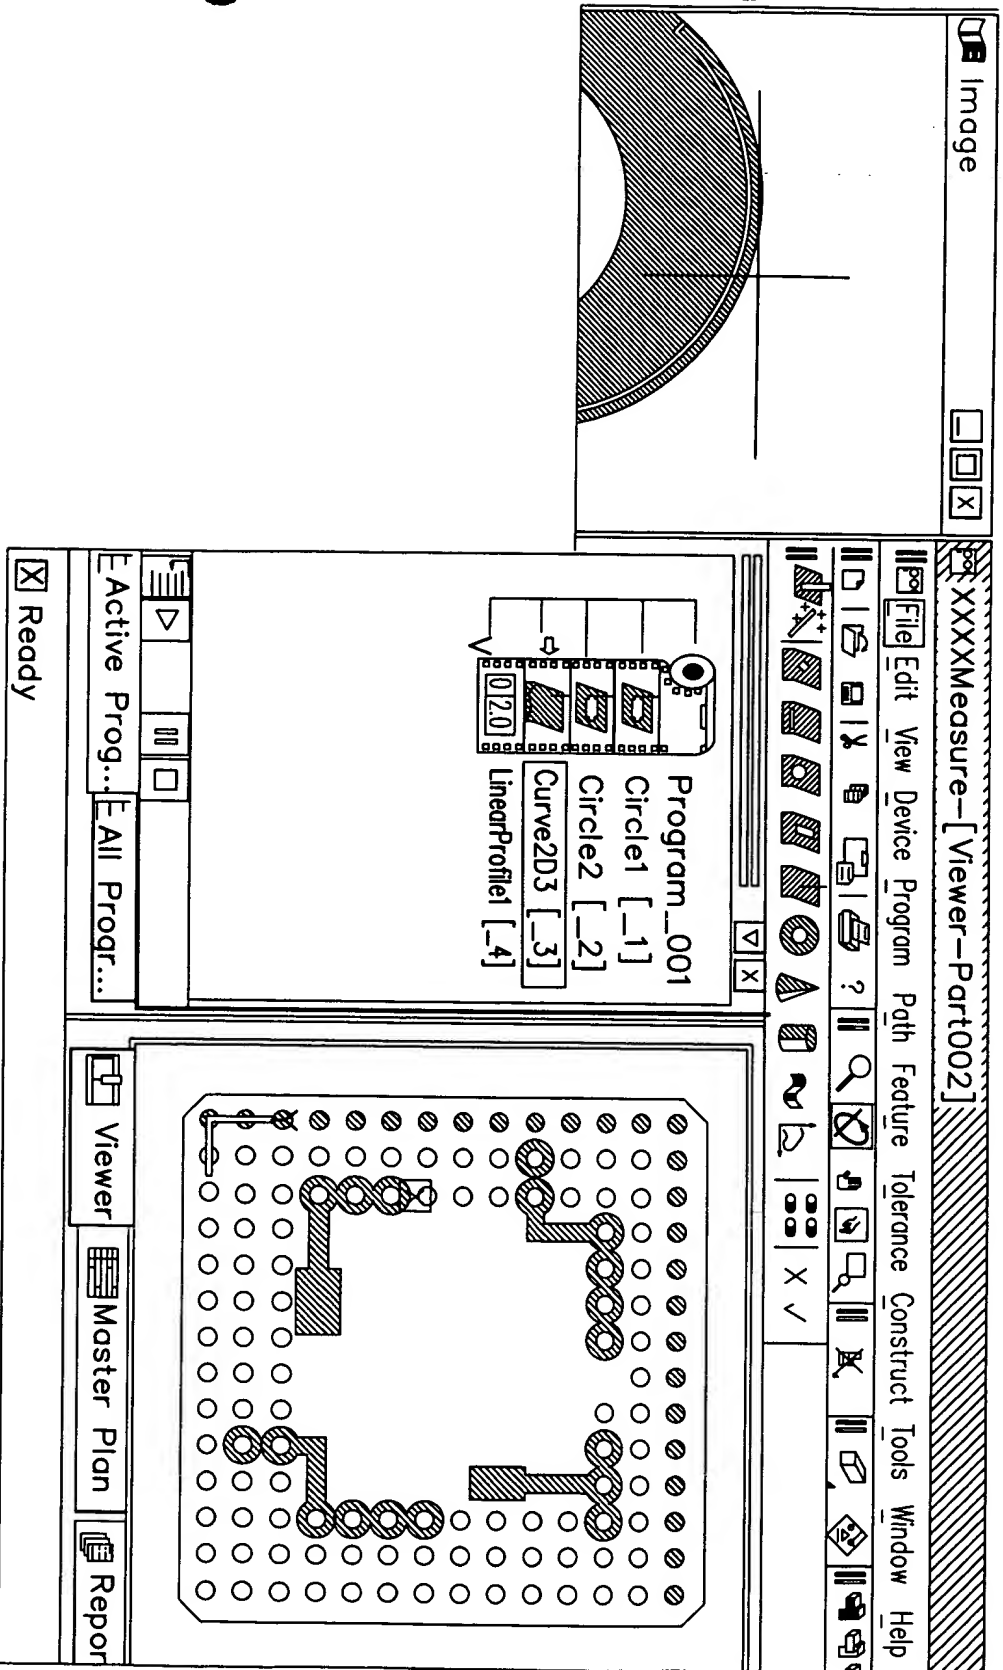 Image
XXXXMeasure—[Viewer—Part002]
File Edit View Device Program Path Feature Tolerance Construct Tools Window Help
?
Program_001
Circle1 [_1]
Circle2 [_2]
Curve2D3 [_3]
0 2.0 LinearProfile1 [_4]
Active Prog... All Progr...
Viewer Master Plan Repor
Ready